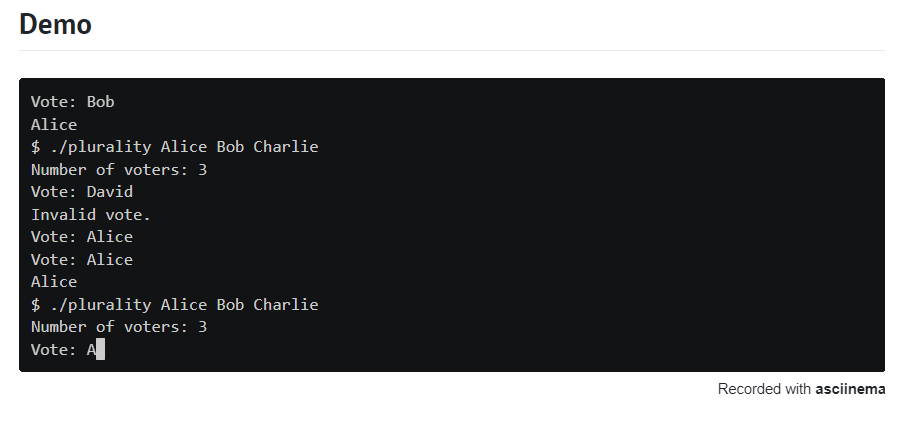 Demo
Vote: Bob
Alice
$ ./plurality Alice Bob Charlie
Number of voters: 3
Vote: David
Invalid vote.
Vote: Alice
Vote: Alice
Alice
$ ./plurality Alice Bob Charlie
Number of voters: 3
Vote: A
Recorded with asciinema